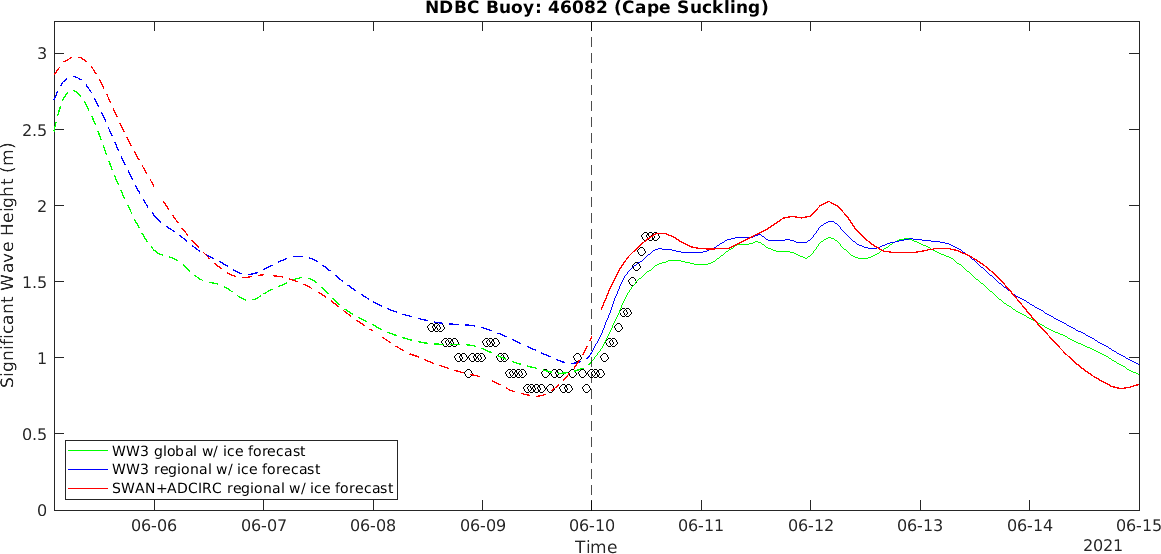 NDBC Buoy: 46082 (Cape Suckling)
3
2.5
2
1.5
1
0.5
0
Significant Wave Height (m)
WW3 global w/ ice forecast
WW3 regional w/ ice forecast
SWAN+ADCIRC regional w/ ice forecast
06-06 06-07 06-08 06-09 06-10 06-11 06-12 06-13 06-14 06-15
Time
2021